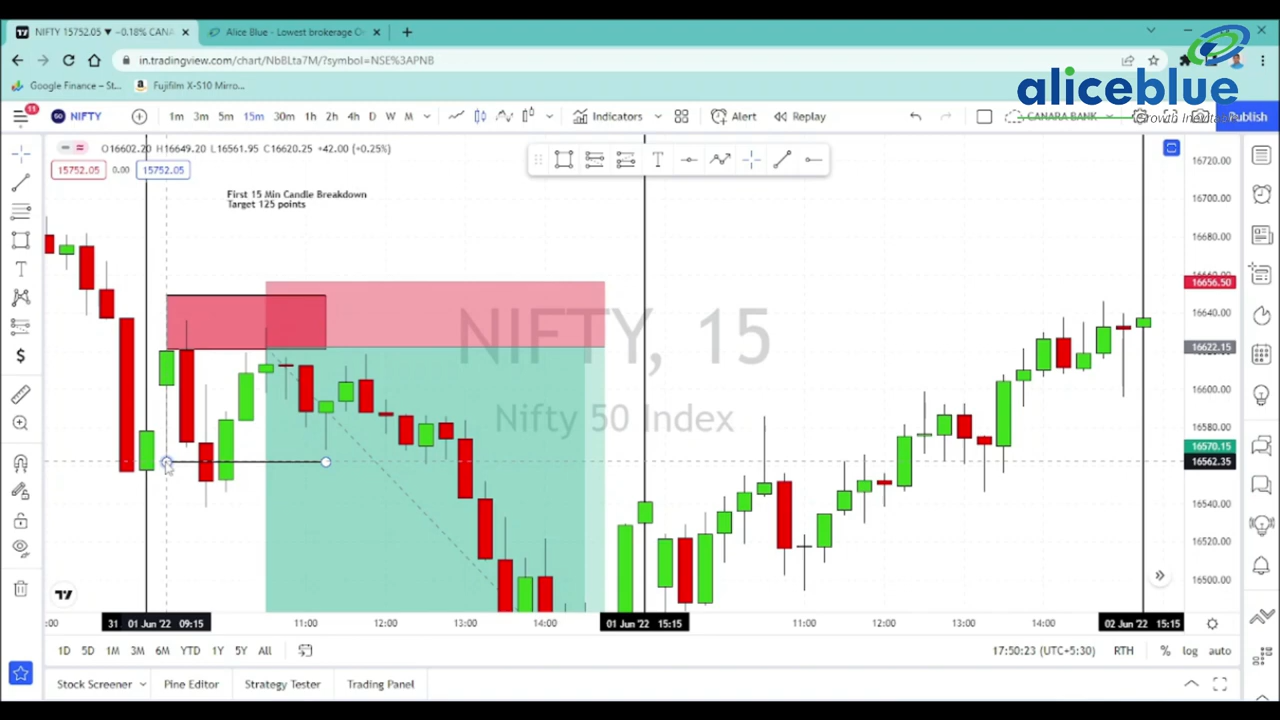 NIFTY 15752.05 ▼ −0.18% CANA
Alice Blue - Lowest brokerage O
in.tradingview.com/chart/NbBLta7M/?symbol=NSE%3APNB
Google Finance – St...
Fujifilm X-S10 Mirro...
aliceblue
11
NIFTY
1m 3m 5m 15m 30m 1h 2h 4h D W M
Indicators
Alert
Replay
CANARA BANK
Publish
O16602.20 H16649.20 L16561.95 C16620.25 +42.00 (+0.25%)
15752.05 0.00 15752.05
First 15 Min Candle Breakdown
Target 125 points
NIFTY, 15
Nifty 50 Index
16720.00
16700.00
16680.00
16656.50
16640.00
16622.15
16600.00
16580.00
16570.15
16562.35
16540.00
16520.00
16500.00
:00 31 01 Jun '22 09:15 11:00 12:00 13:00 14:00 01 Jun '22 15:15 11:00 12:00 13:00 14:00 02 Jun '22 15:15
1D 5D 1M 3M 6M YTD 1Y 5Y All
17:50:23 (UTC+5:30) RTH % log auto
Stock Screener Pine Editor Strategy Tester Trading Panel